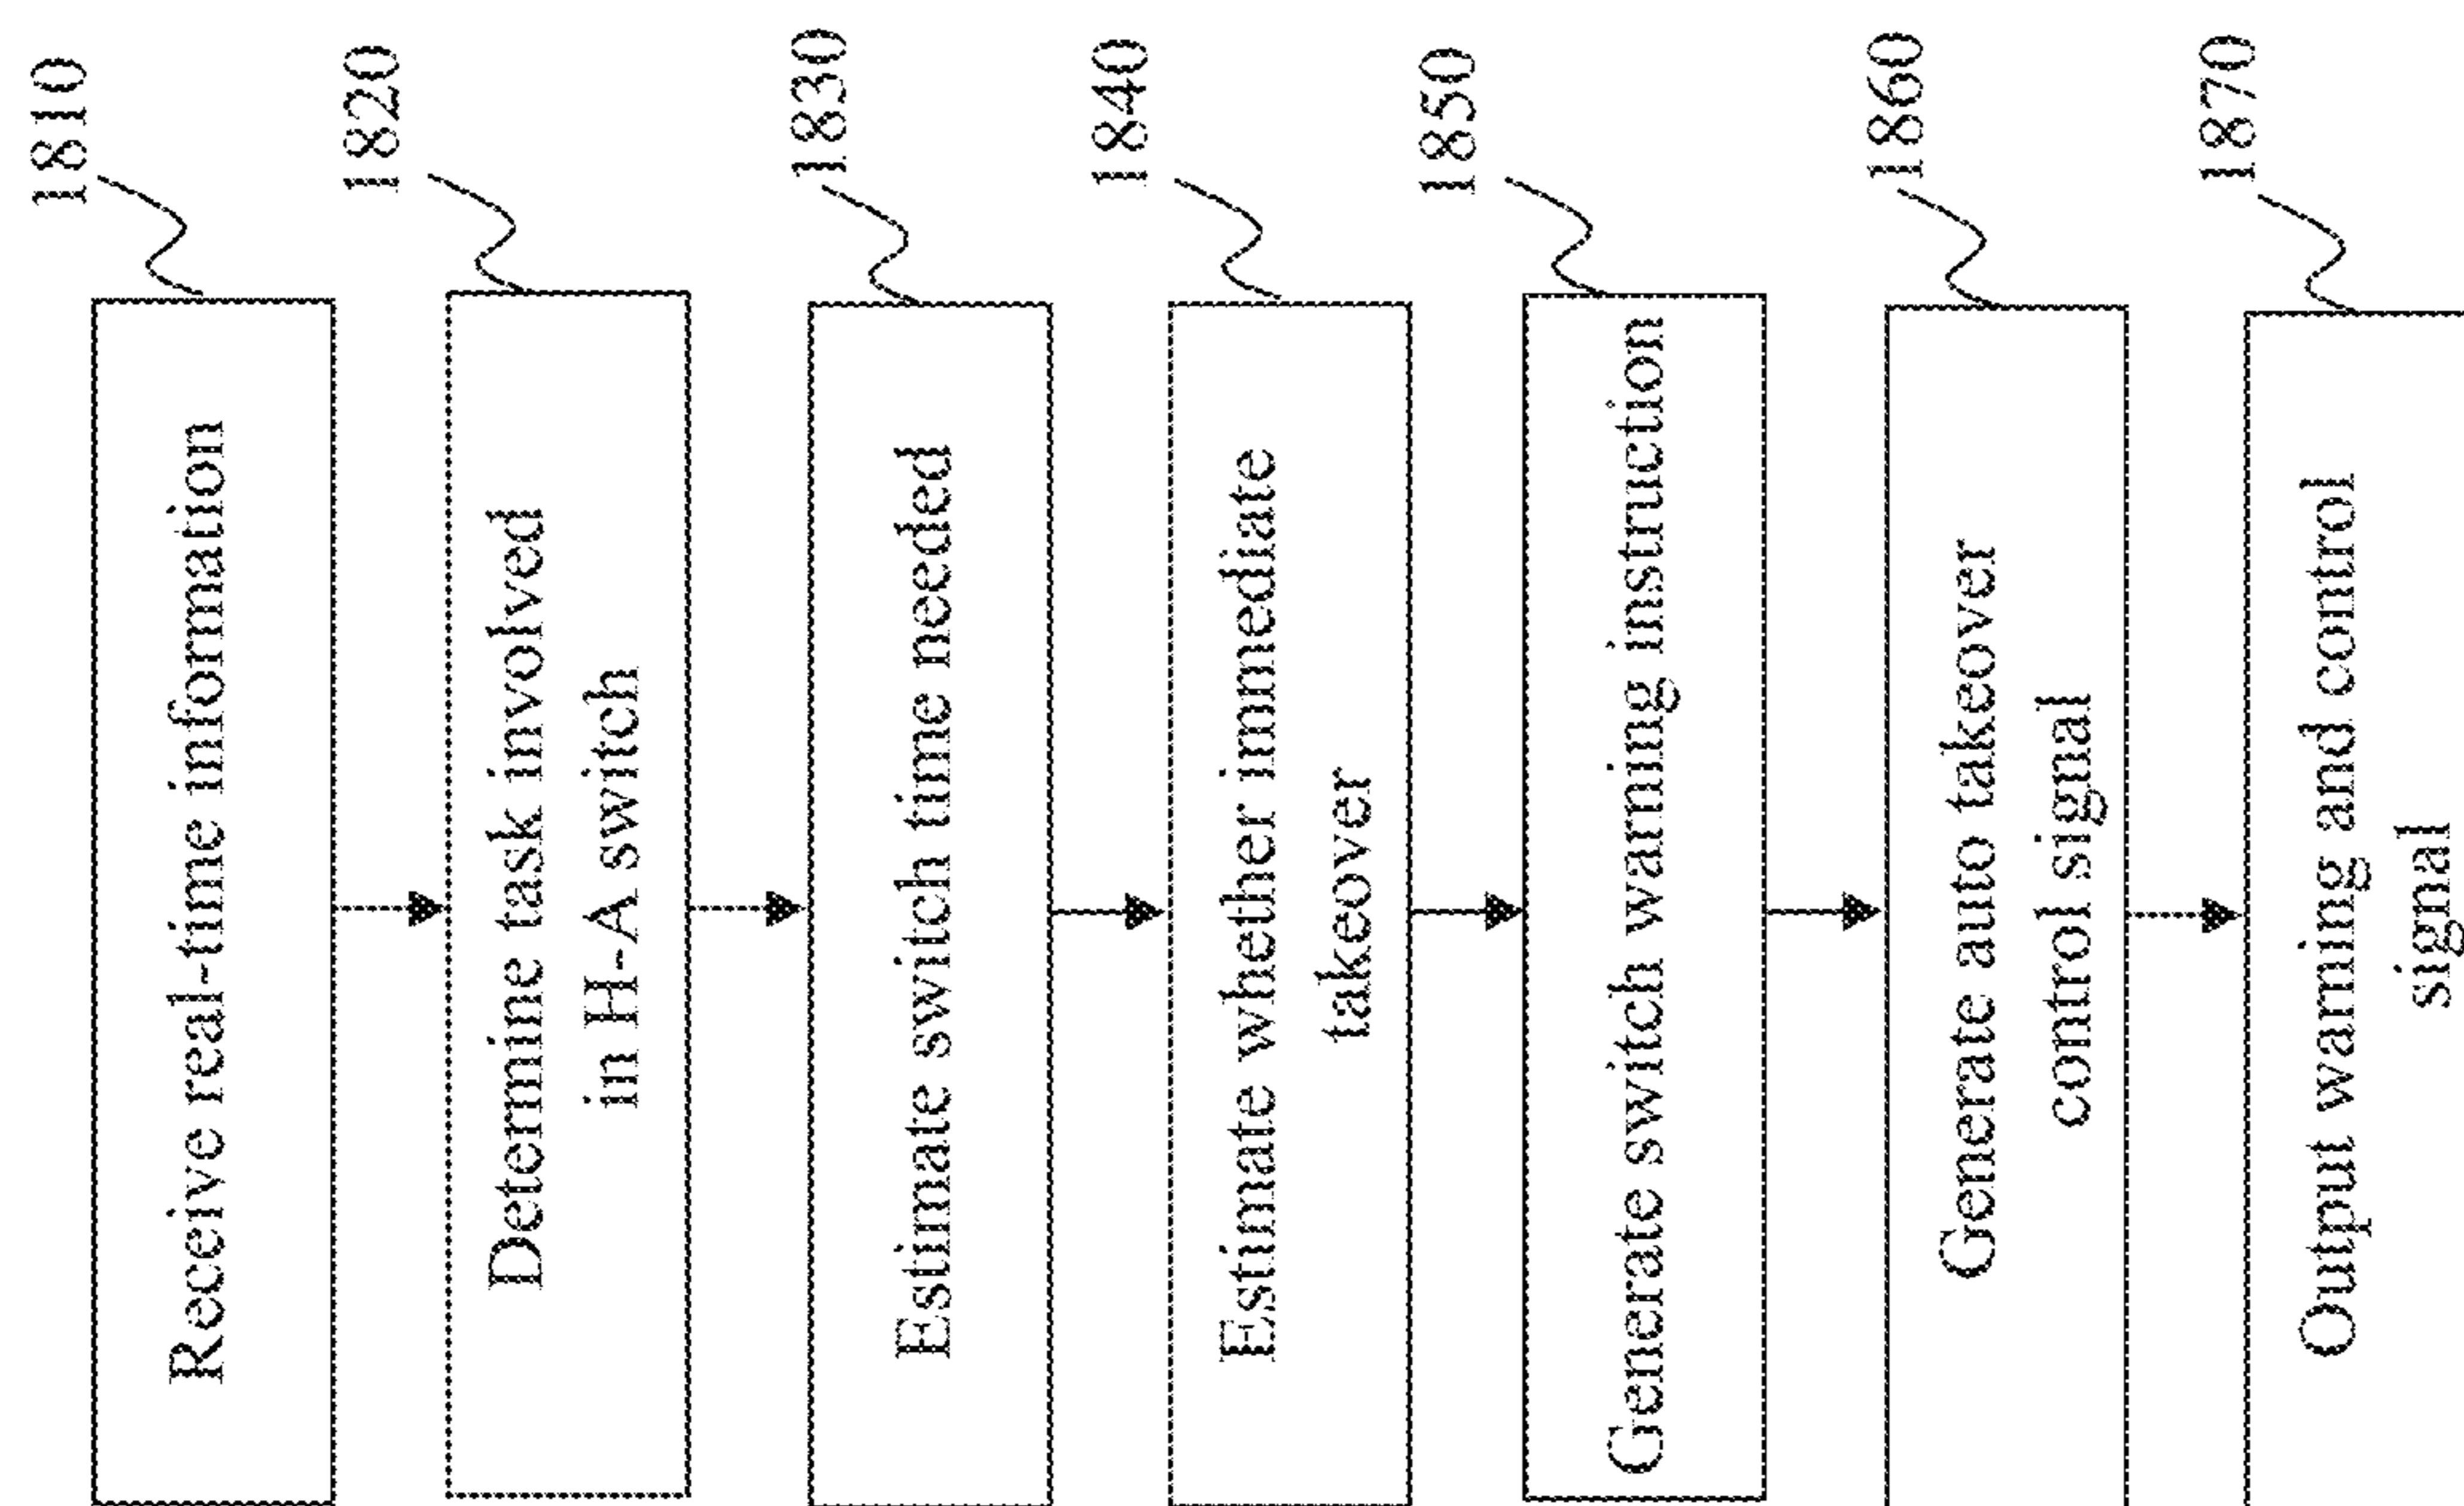 1810
Receive real-time information
1820
Determine task involved
in H-A switch
1830
Estimate switch time needed
1840
Estimate whether immediate
takeover
1850
Generate switch warning instruction
1860
Generate auto takeover
control signal
1870
Output warning and control
signal